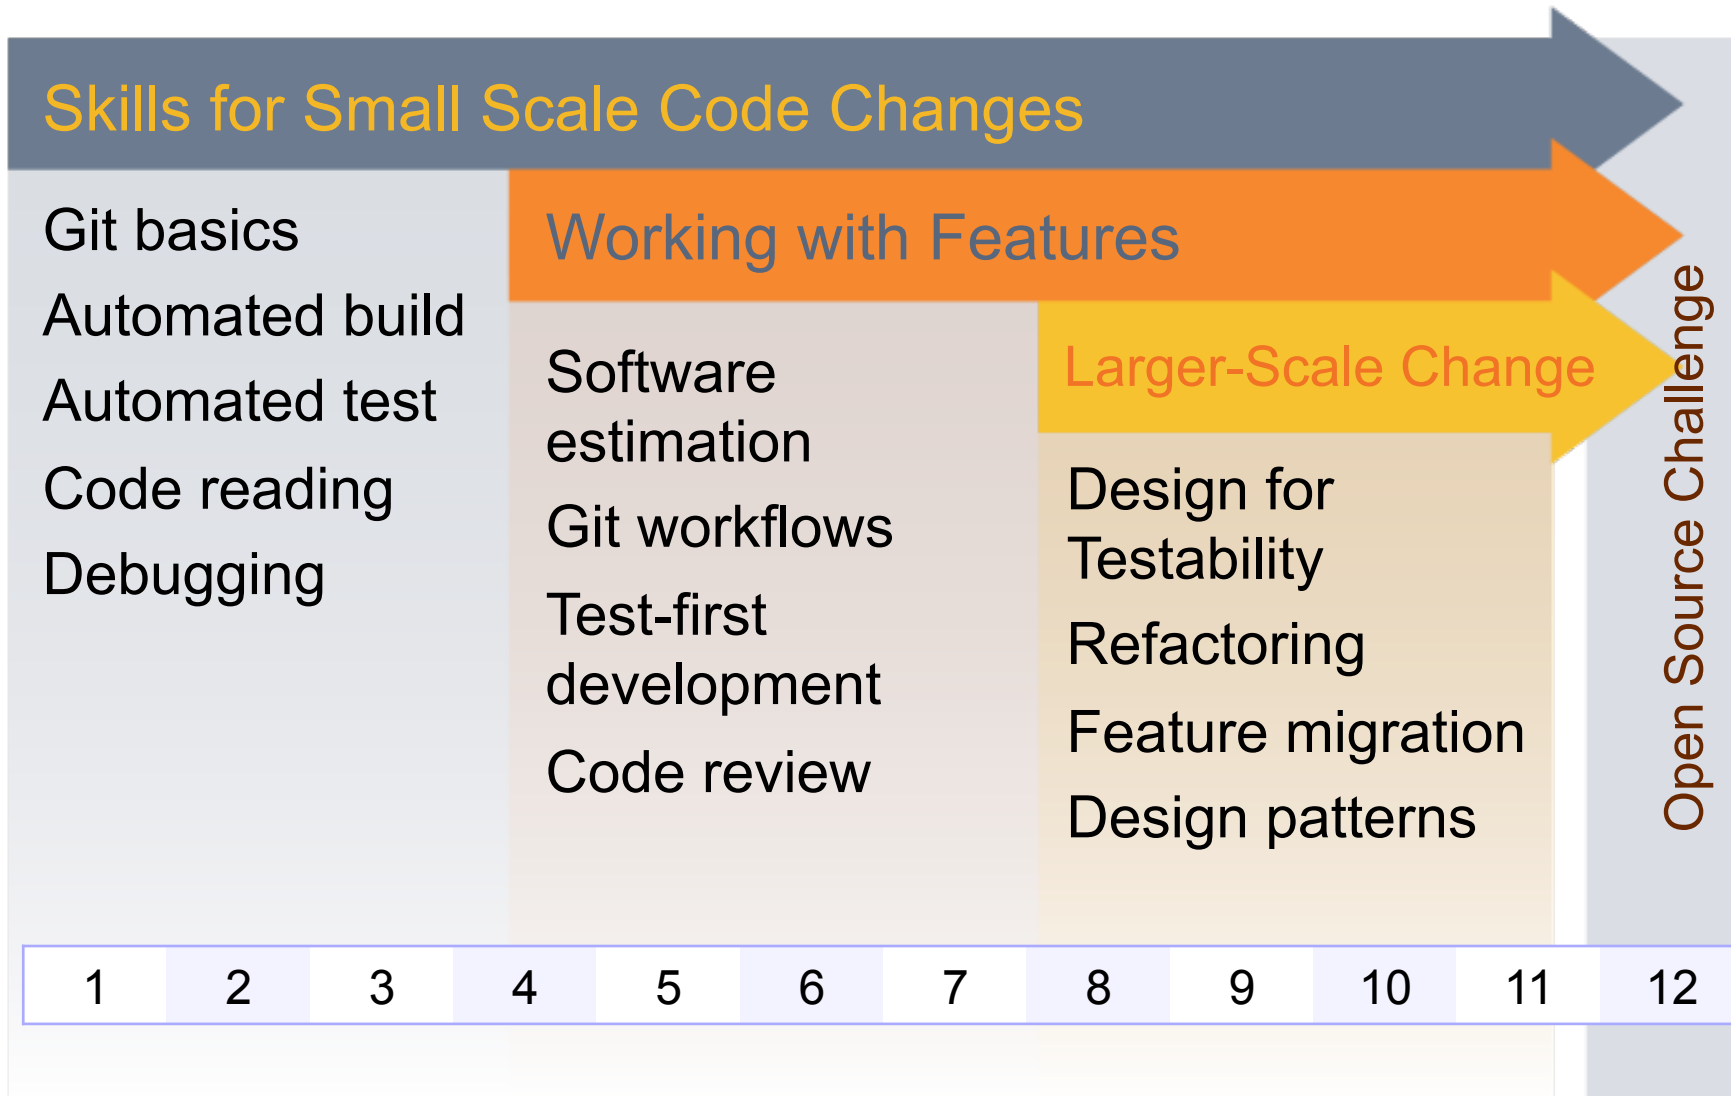 Skills for Small Scale Code Changes
Git basics
Automated build
Automated test
Code reading
Debugging
Working with Features
Software
estimation
Git workflows
Test-first
development
Code review
Larger-Scale Change
Design for
Testability
Refactoring
Feature migration
Design patterns
Open Source Challenge
1 2 3 4 5 6 7 8 9 10 11 12